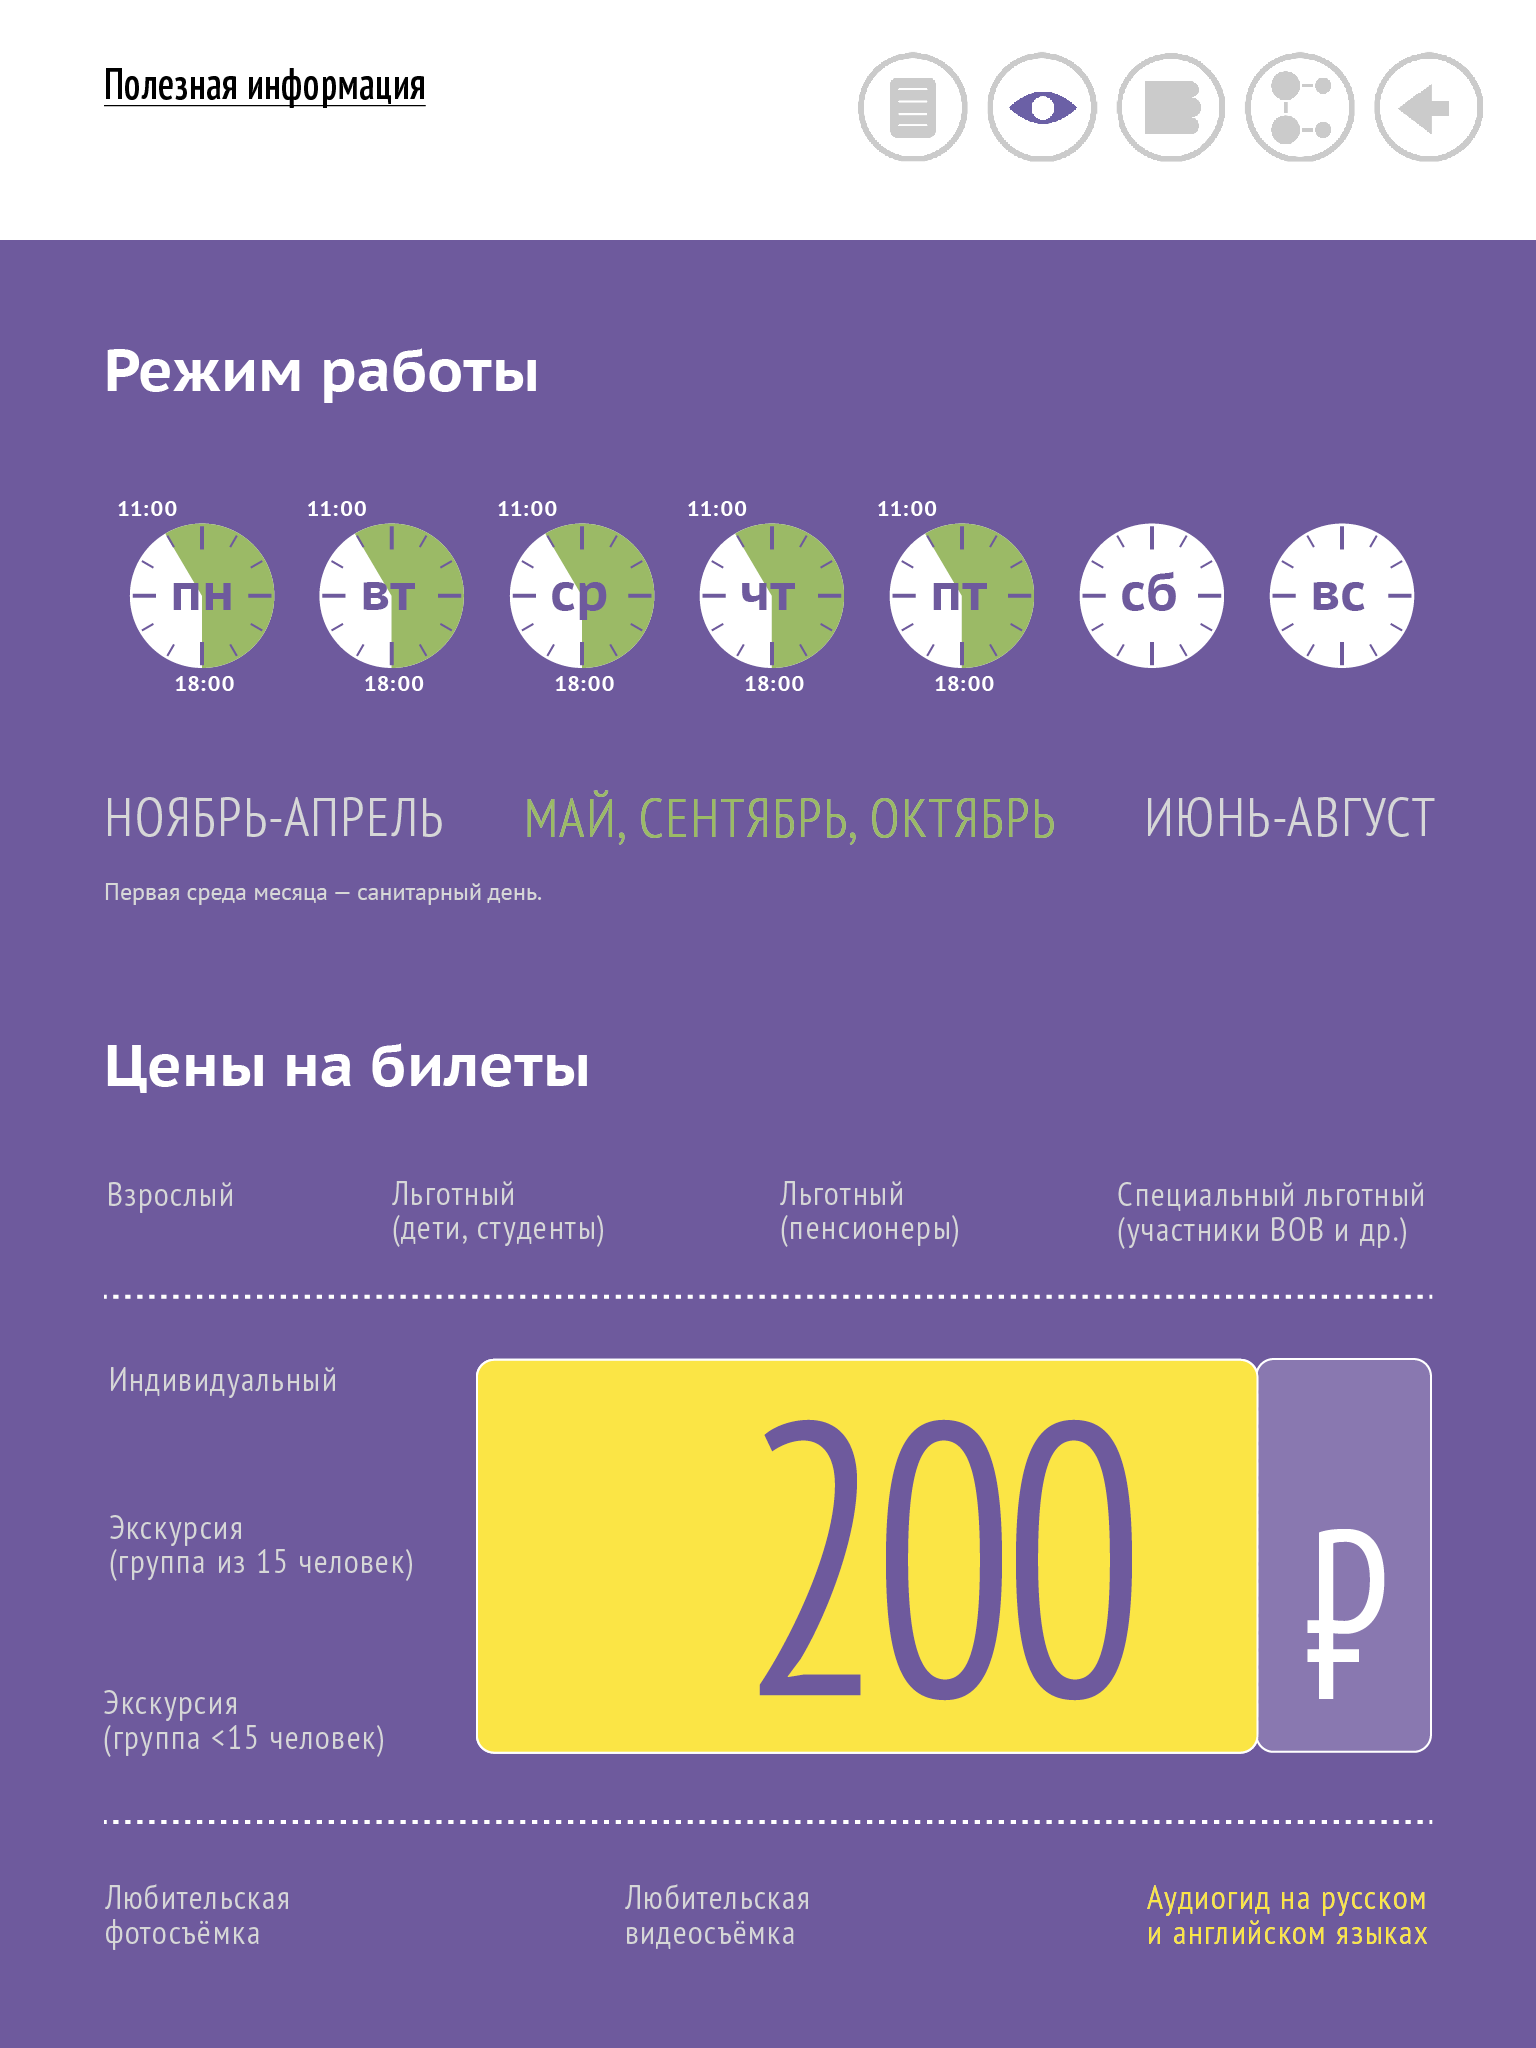 Полезная информация
Режим работы
11:00 11:00 11:00 11:00 11:00
пн вт ср чт пт сб вс
18:00 18:00 18:00 18:00 18:00
НОЯБРЬ-АПРЕЛЬ МАЙ, СЕНТЯБРЬ, ОКТЯБРЬ ИЮНЬ-АВГУСТ
Первая среда месяца — санитарный день.
Цены на билеты
Взрослый
Льготный
(дети, студенты)
Льготный
(пенсионеры)
Специальный льготный
(участники ВОВ и др.)
Индивидуальный
Экскурсия
(группа из 15 человек)
Экскурсия
(группа <15 человек)
200 ₽
Любительская
фотосъёмка
Любительская
видеосъёмка
Аудиогид на русском
и английском языках